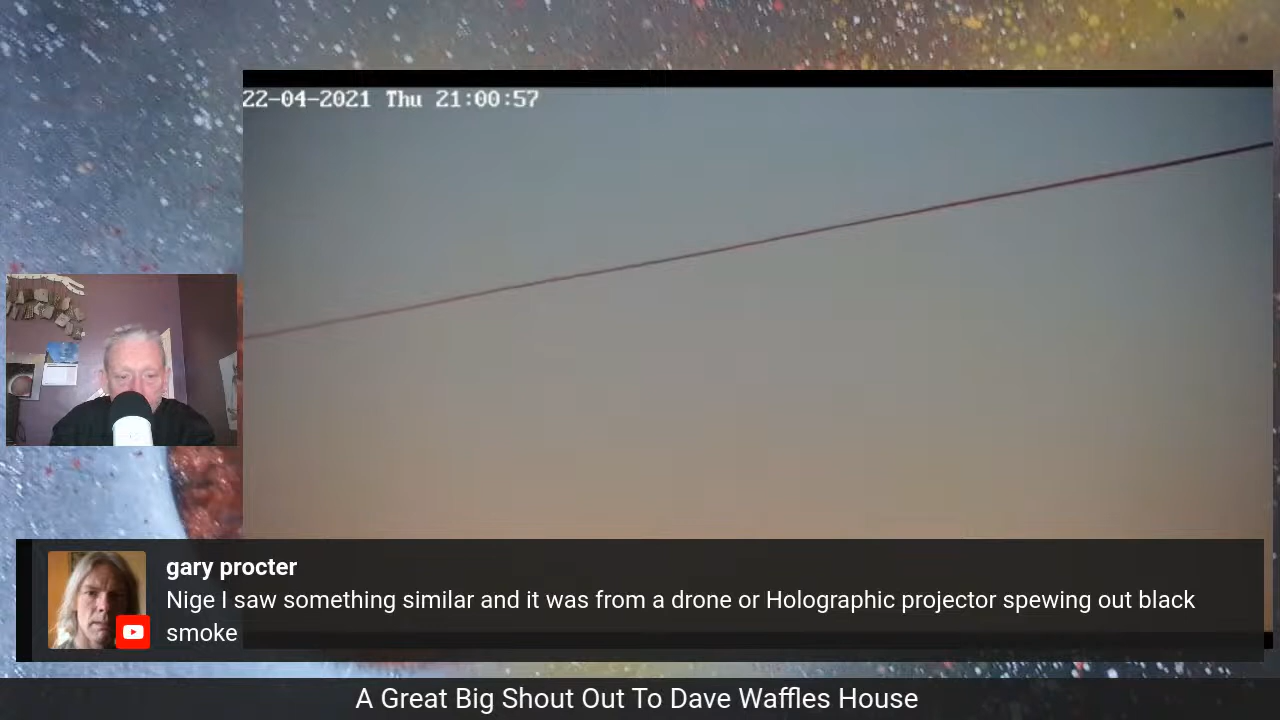 22-04-2021 Thu 21:00:57
gary procter
Nige I saw something similar and it was from a drone or Holographic projector spewing out black
smoke
A Great Big Shout Out To Dave Waffles House